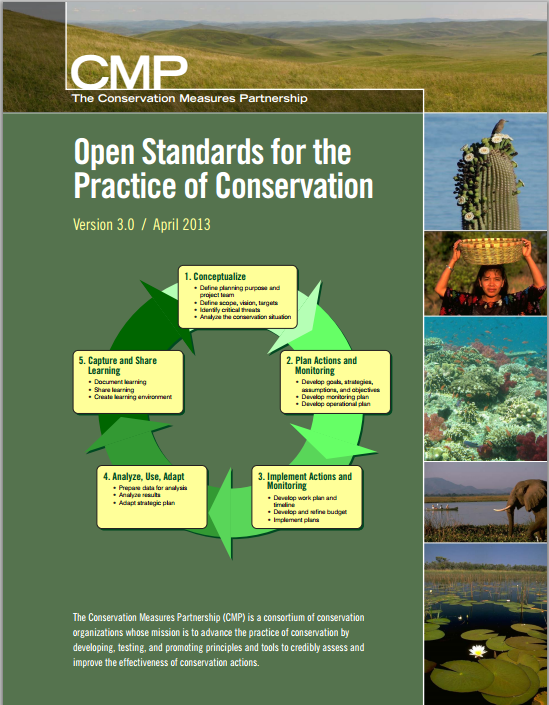 CMP
The Conservation Measures Partnership
Open Standards for the
Practice of Conservation
Version 3.0 / April 2013
1. Conceptualize
• Define planning purpose and
project team
• Define scope, vision, targets
• Identify critical threats
• Analyze the conservation situation
2. Plan Actions and
Monitoring
• Develop goals, strategies,
assumptions, and objectives
• Develop monitoring plan
• Develop operational plan
3. Implement Actions and
Monitoring
• Develop work plan and
timeline
• Develop and refine budget
• Implement plans
4. Analyze, Use, Adapt
• Prepare data for analysis
• Analyze results
• Adapt strategic plan
5. Capture and Share
Learning
• Document learning
• Share learning
• Create learning environment
The Conservation Measures Partnership (CMP) is a consortium of conservation
organizations whose mission is to advance the practice of conservation by
developing, testing, and promoting principles and tools to credibly assess and
improve the effectiveness of conservation actions.